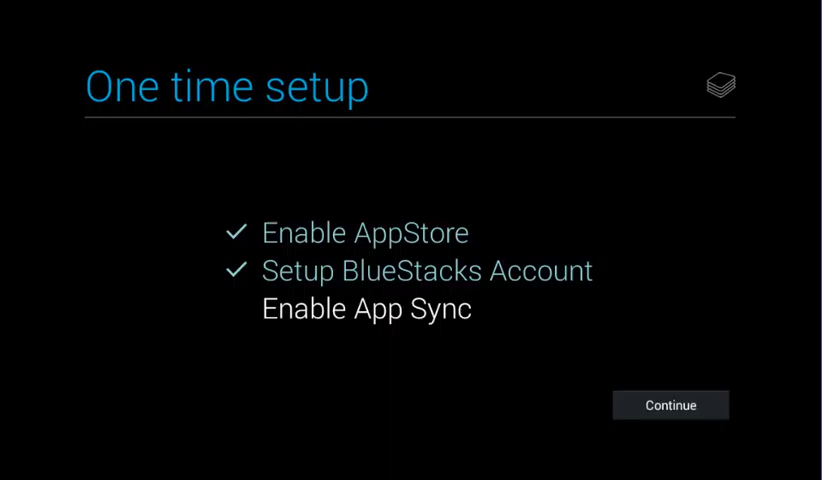 One time setup
Enable AppStore
Setup BlueStacks Account
Enable App Sync
Continue